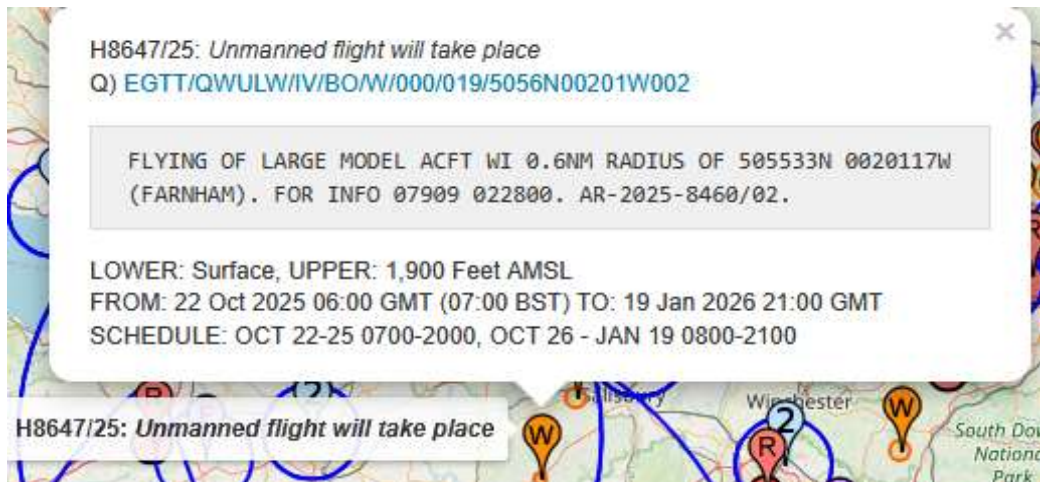 H8647/25: Unmanned flight will take place
Q) EGTT/QWULW/IV/BO/W/000/019/5056N00201W002
FLYING OF LARGE MODEL ACFT WI 0.6NM RADIUS OF 505533N 0020117W
(FARNHAM). FOR INFO 07909 022800. AR-2025-8460/02.
LOWER: Surface, UPPER: 1,900 Feet AMSL
FROM: 22 Oct 2025 06:00 GMT (07:00 BST) TO: 19 Jan 2026 21:00 GMT
SCHEDULE: OCT 22-25 0700-2000, OCT 26 - JAN 19 0800-2100
R
2
Salisbury
Winchester
W
2
H8647/25: Unmanned flight will take place
W
R
South Dow
Nationa
Park